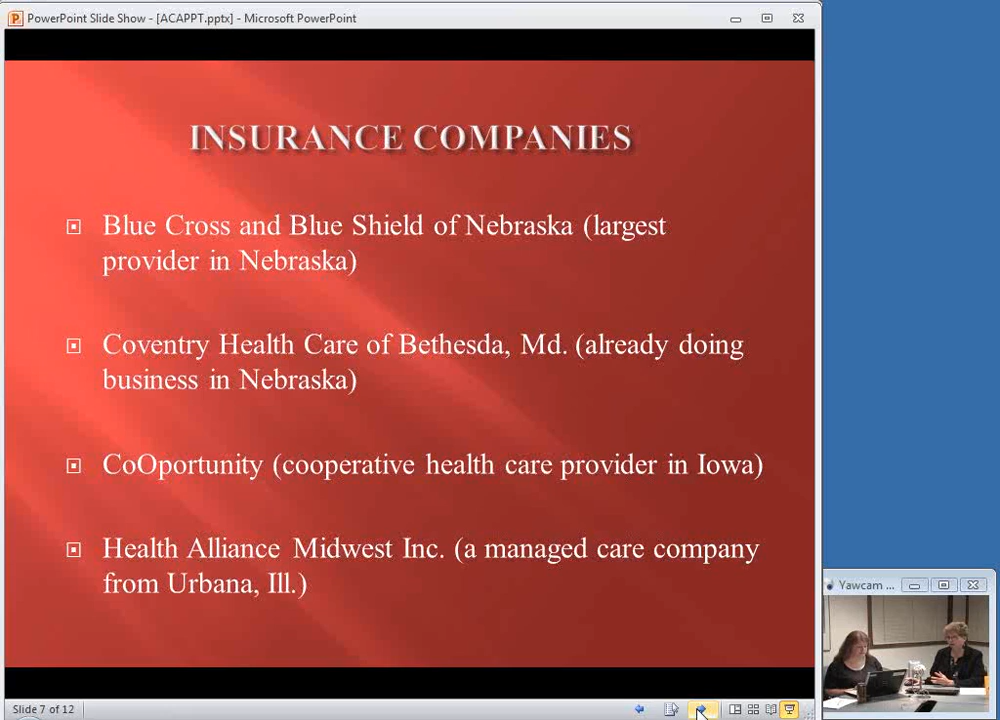 PowerPoint Slide Show - [ACAPPT.pptx] - Microsoft PowerPoint
INSURANCE COMPANIES
Blue Cross and Blue Shield of Nebraska (largest
provider in Nebraska)
Coventry Health Care of Bethesda, Md. (already doing
business in Nebraska)
CoOportunity (cooperative health care provider in Iowa)
Health Alliance Midwest Inc. (a managed care company
from Urbana, Ill.)
Yawcam ...
Slide 7 of 12